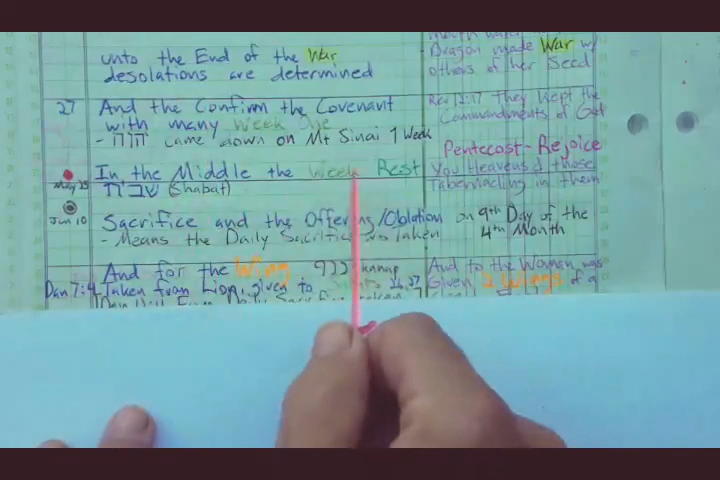 unto the End of the War
desolations are determined
Dragon made War w/
others of her Seed
27 And the Confirm the Covenant
with many Week One
- came down on Mt Sinai 1 Week
Rev 12:17 They kept the
Commandments of God
Pentecost - Rejoice
In the Middle the Week Rest
You Heavens & those
Tabernacling in them
May 25
(Shabat)
Jun 10
Sacrifice and the Offering/Oblation
- Means the Daily Sacrifice
on 9th Day of the
4th Month
And for the Wing
And to the Woman was
Dan 7:4 - Taken from Lion, given to
Given 2 Wings of a